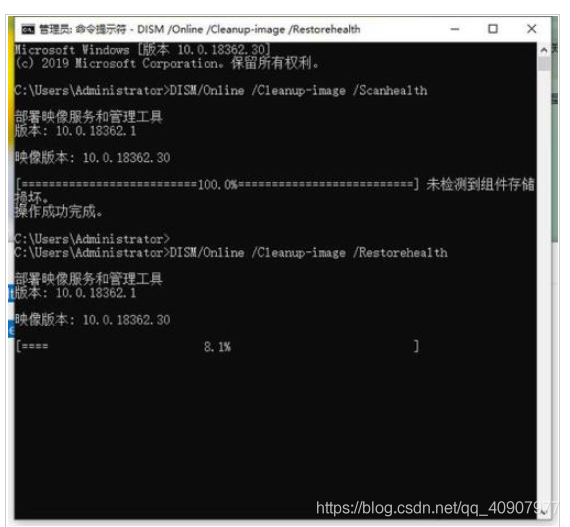 管理员: 命令提示符 - DISM /Online /Cleanup-image /Restorehealth
Microsoft Windows [版本 10.0.18362.30]
(c) 2019 Microsoft Corporation。保留所有权利。
C:\Users\Administrator>DISM/Online /Cleanup-image /Scanhealth
部署映像服务和管理工具
版本: 10.0.18362.1
映像版本: 10.0.18362.30
[==========================100.0%==========================] 未检测到组件存储
损坏。
操作成功完成。
C:\Users\Administrator>
C:\Users\Administrator>DISM/Online /Cleanup-image /Restorehealth
部署映像服务和管理工具
版本: 10.0.18362.1
映像版本: 10.0.18362.30
[==== 8.1% ]
https://blog.csdn.net/qq_40907977